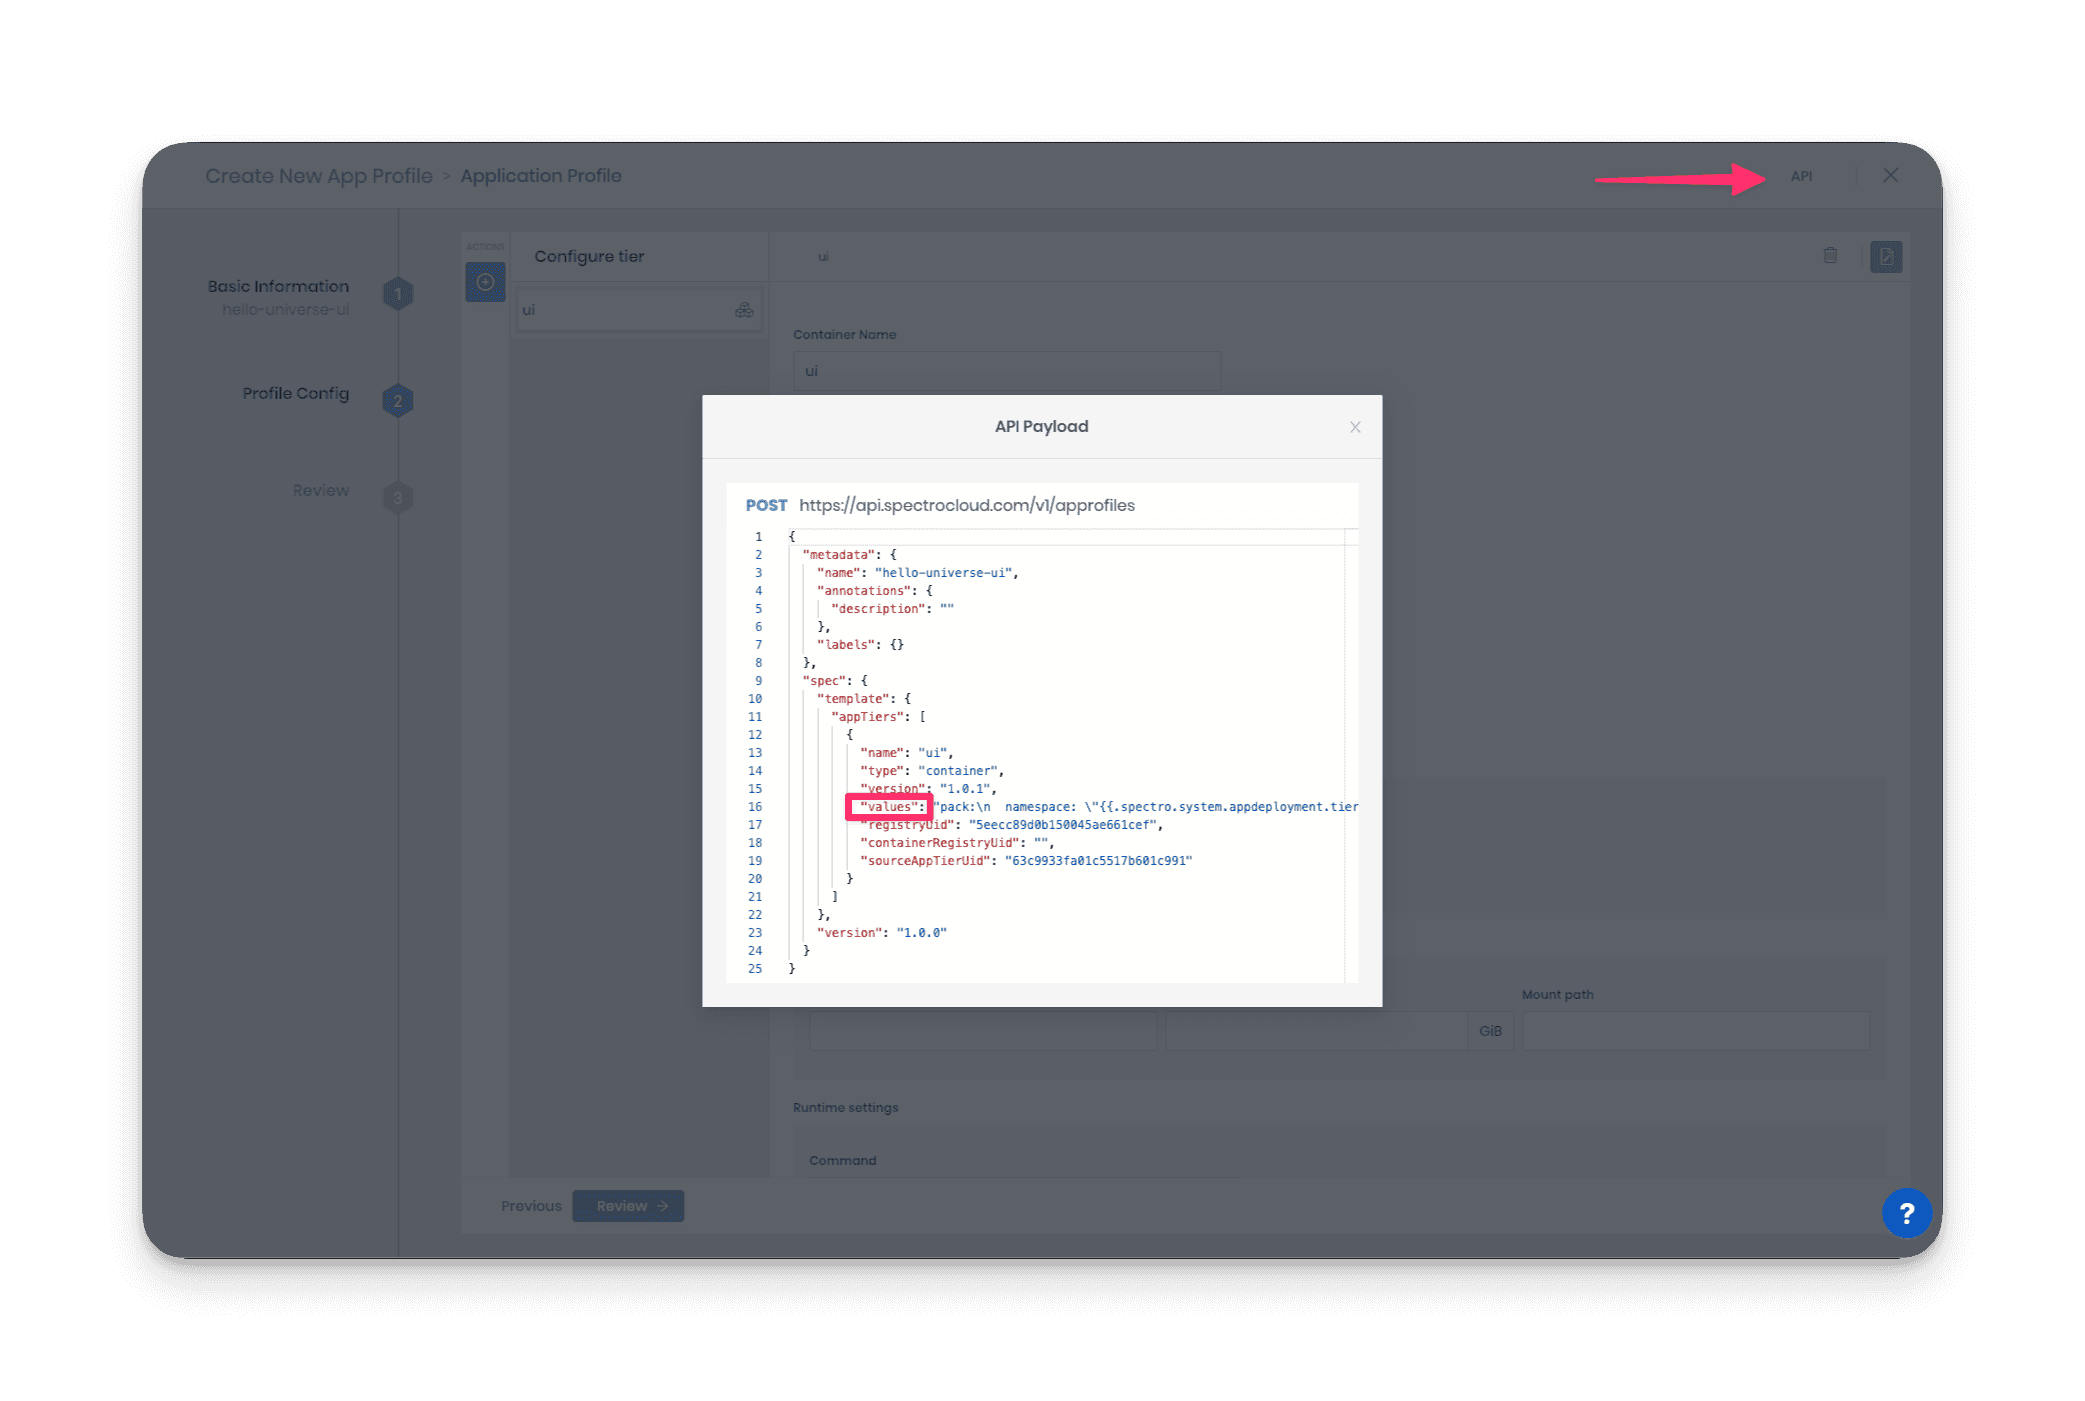 Create New App Profile > Application Profile
API
Basic Information
hello-universe-ui
1
Profile Config
2
Review
3
ACTIONS
Configure tier
ui
ui
Container Name
ui
API Payload
POST https://api.spectrocloud.com/v1/approfiles
1 {
2 "metadata": {
3 "name": "hello-universe-ui",
4 "annotations": {
5 "description": ""
6 },
7 "labels": {}
8 },
9 "spec": {
10 "template": {
11 "appTiers": [
12 {
13 "name": "ui",
14 "type": "container",
15 "version": "1.0.1",
16 "values": "pack:\n  namespace: \"{{.spectro.system.appdeployment.tier
17 "registryUid": "5eecc89d0b150045ae661cef",
18 "containerRegistryUid": "",
19 "sourceAppTierUid": "63c9933fa01c5517b601c991"
20 }
21 ]
22 },
23 "version": "1.0.0"
24 }
25 }
Mount path
GiB
Runtime settings
Command
Previous
Review →
?